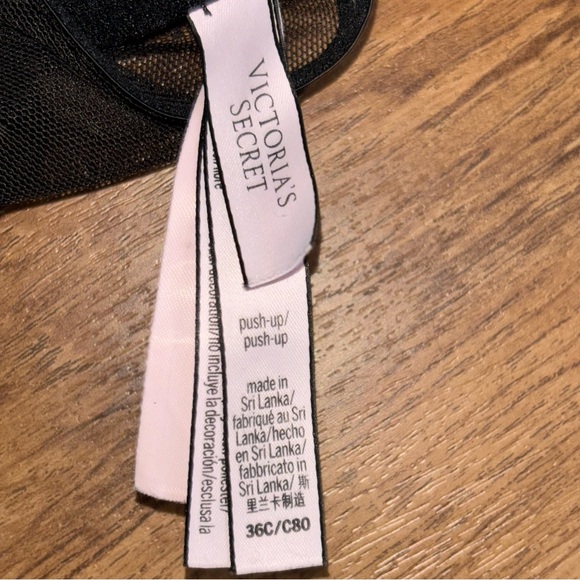 VICTORIA'S
SECRET
push-up/
push-up
made in
Sri Lanka/
fabriqué au Sri
Lanka/hecho
en Sri Lanka/
fabbricato in
Sri Lanka/ 斯
里兰卡制造
36C/C80
/no incluye la
decoración/esclusa la